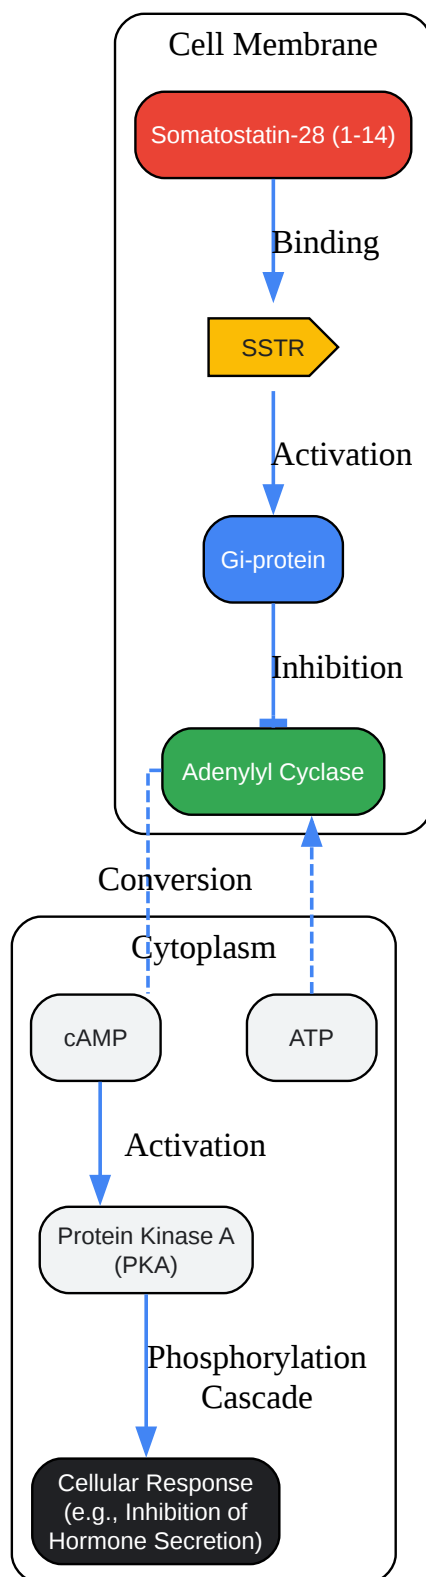 Cell Membrane
Somatostatin-28 (1-14)
Binding
SSTR
Activation
Gi-protein
Inhibition
Adenylyl Cyclase
Conversion
Cytoplasm
cAMP
ATP
Activation
Protein Kinase A
(PKA)
Phosphorylation
Cascade
Cellular Response
(e.g., Inhibition of
Hormone Secretion)